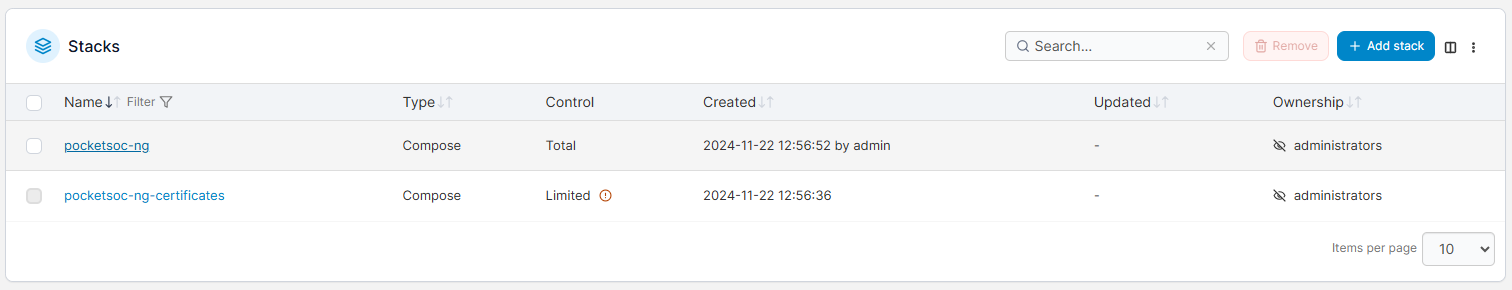 Stacks Search... Remove Add stack
Name Filter Type Control Created Updated Ownership
pocketsoc-ng Compose Total 2024-11-22 12:56:52 by admin - administrators
pocketsoc-ng-certificates Compose Limited 2024-11-22 12:56:36 - administrators
Items per page 10